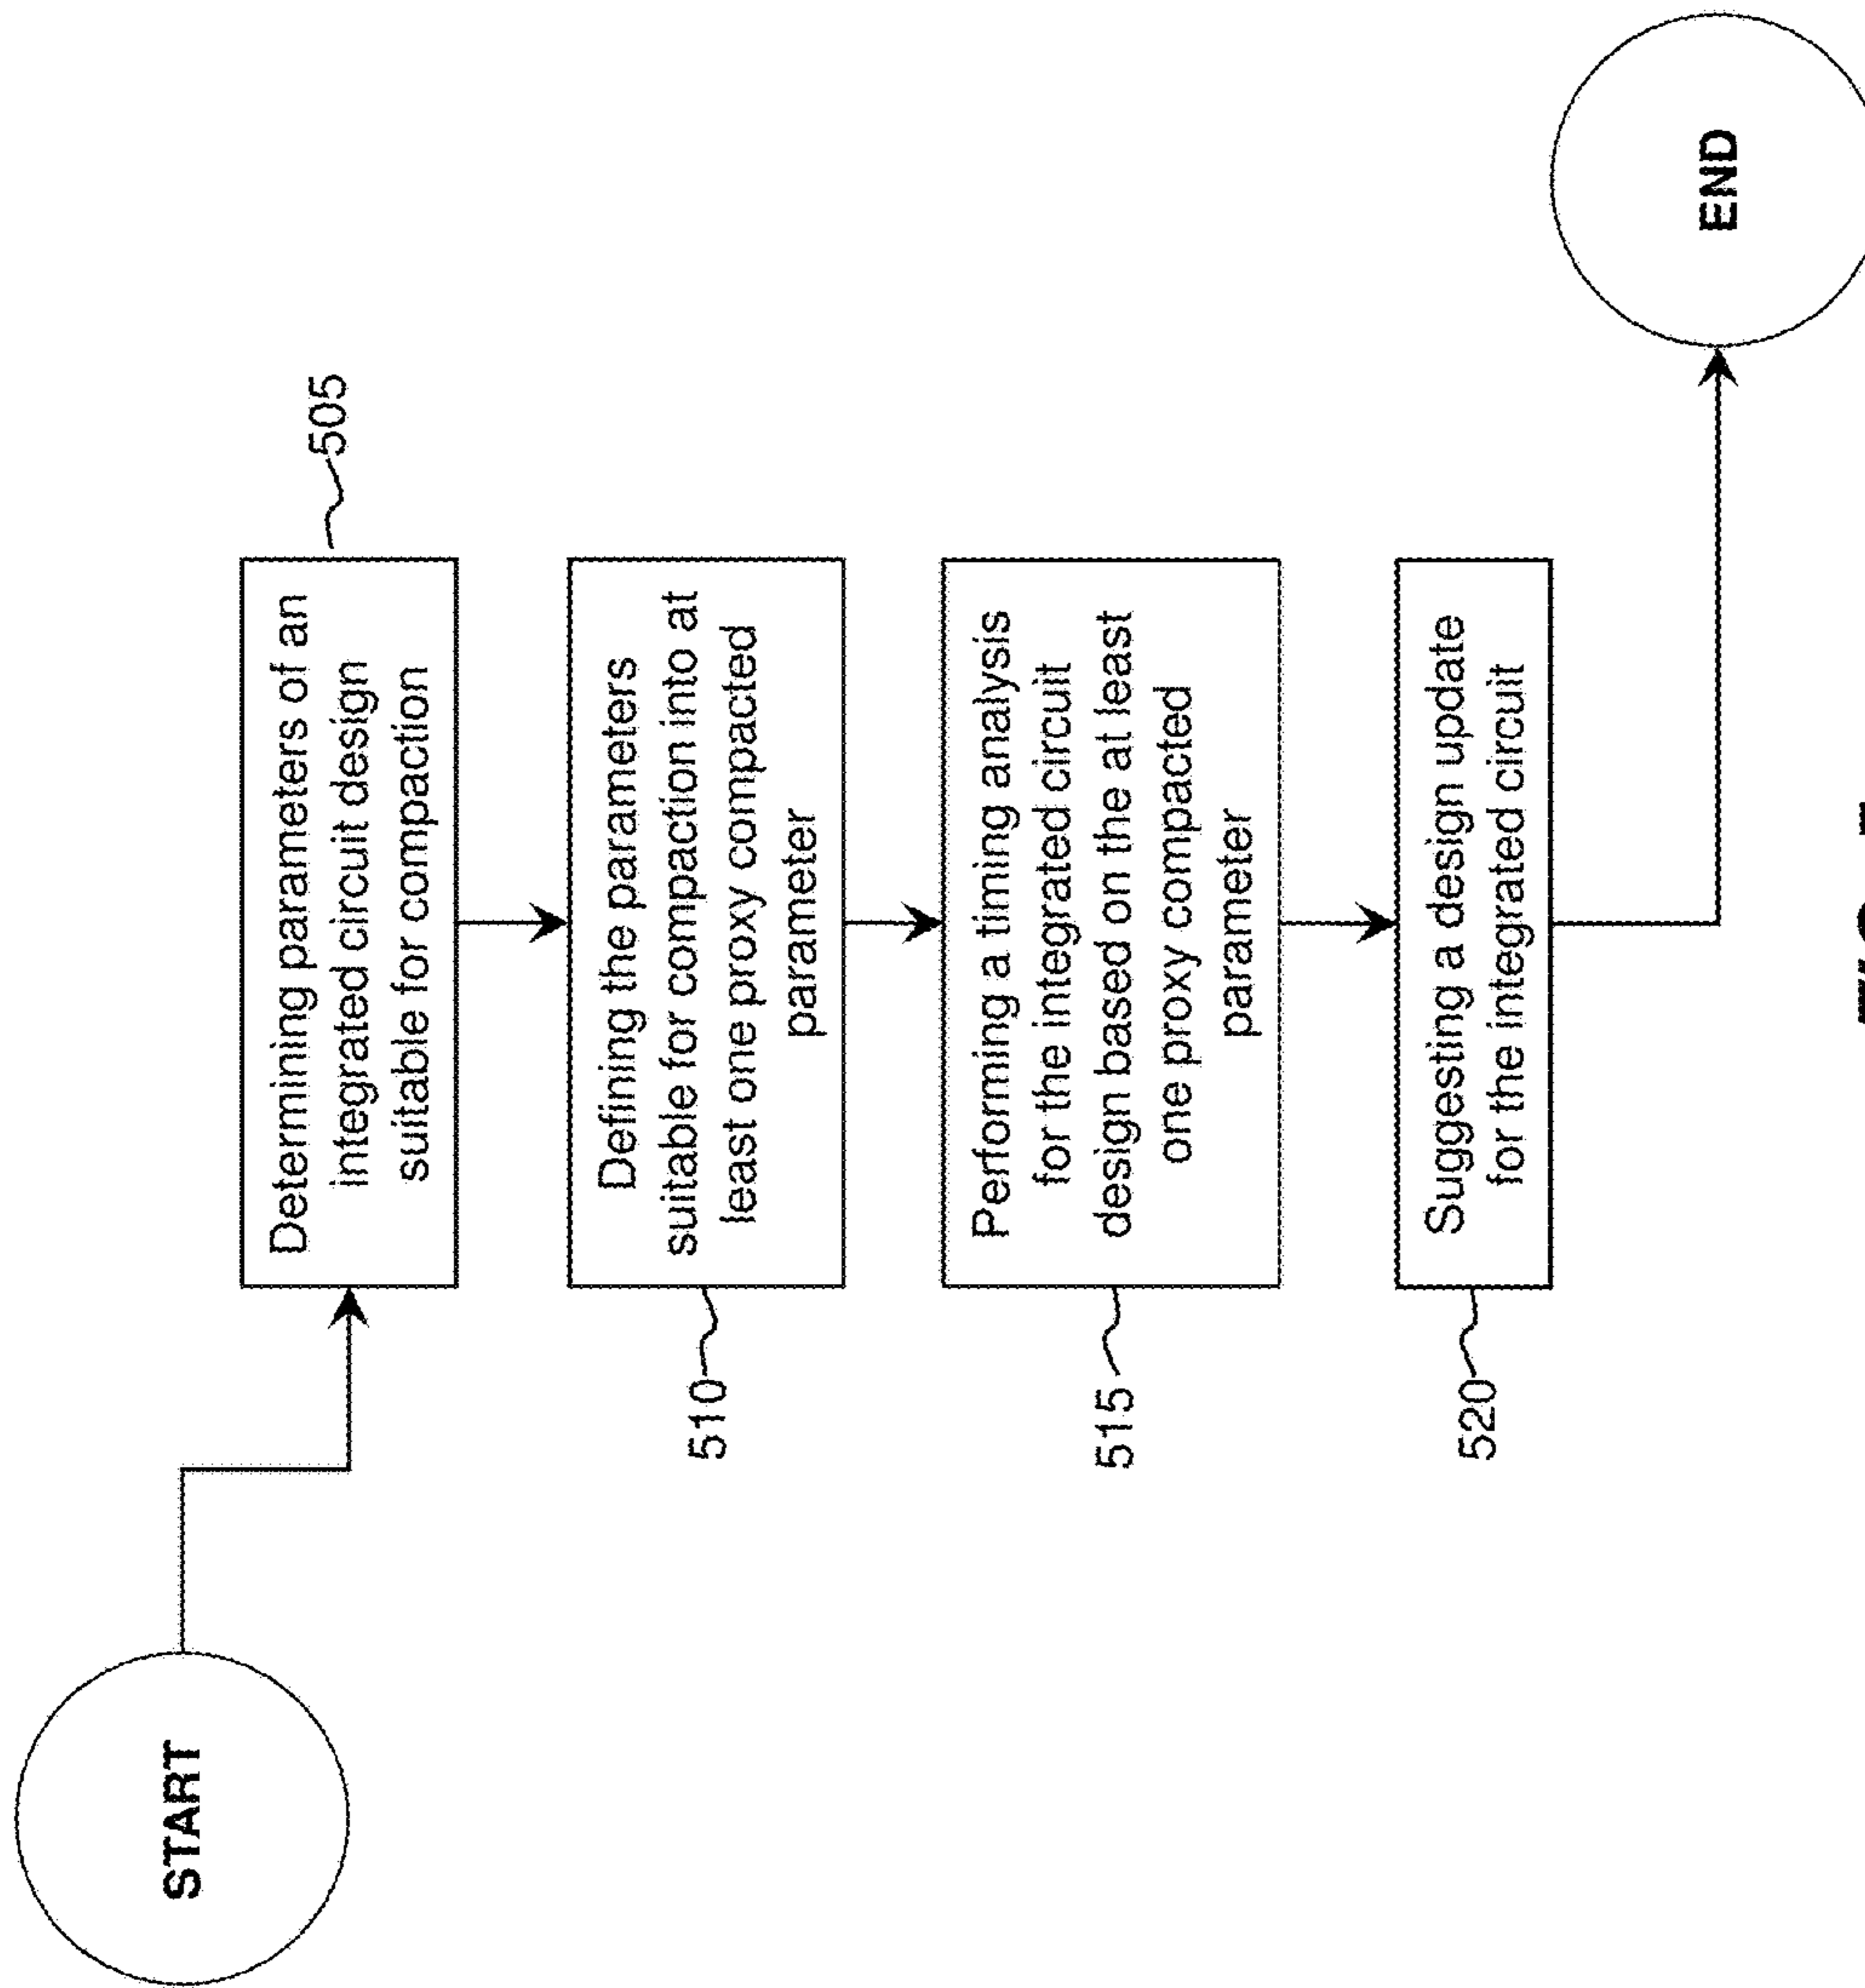 START
Determining parameters of an
integrated circuit design
suitable for compaction
505
Defining the parameters
suitable for compaction into at
least one proxy compacted
parameter
510
Performing a timing analysis
for the integrated circuit
design based on the at least
one proxy compacted
parameter
515
Suggesting a design update
for the integrated circuit
520
END